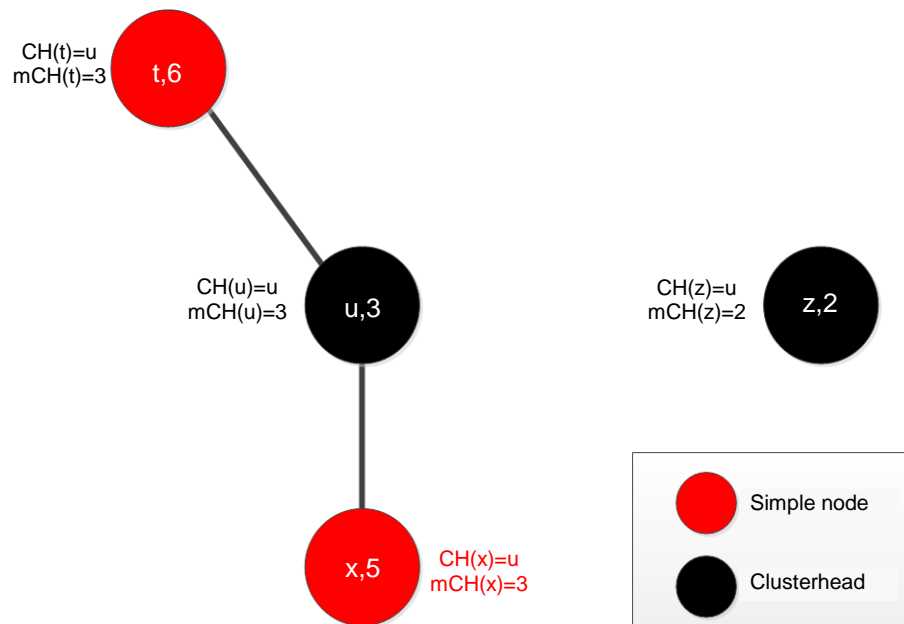 CH(t)=u
mCH(t)=3
t,6
CH(u)=u
mCH(u)=3
u,3
CH(z)=u
mCH(z)=2
z,2
x,5
CH(x)=u
mCH(x)=3
Simple node
Clusterhead